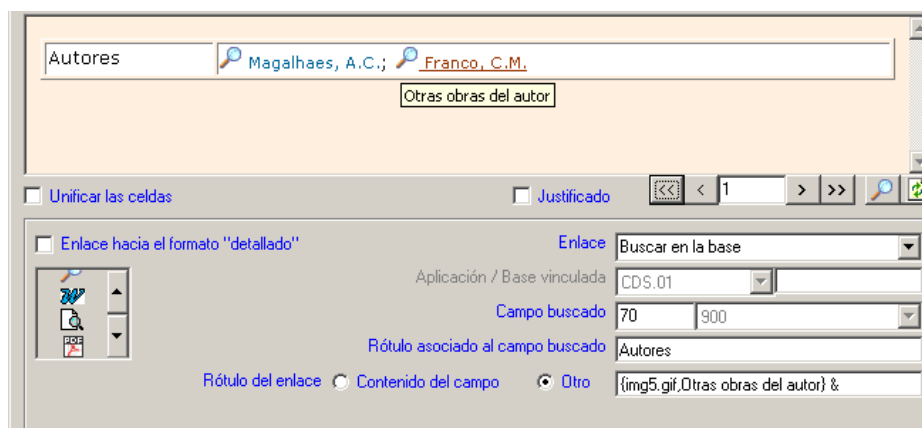 Autores Magalhaes, A.C.; Franco, C.M.
Otras obras del autor
Unificar las celdas Justificado << < 1 > >>
Enlace hacia el formato "detallado" Enlace Buscar en la base
Aplicación / Base vinculada CDS.01
W
Campo buscado 70 900
PDF
Rótulo asociado al campo buscado Autores
Rótulo del enlace Contenido del campo Otro {img5.gif,Otras obras del autor} &